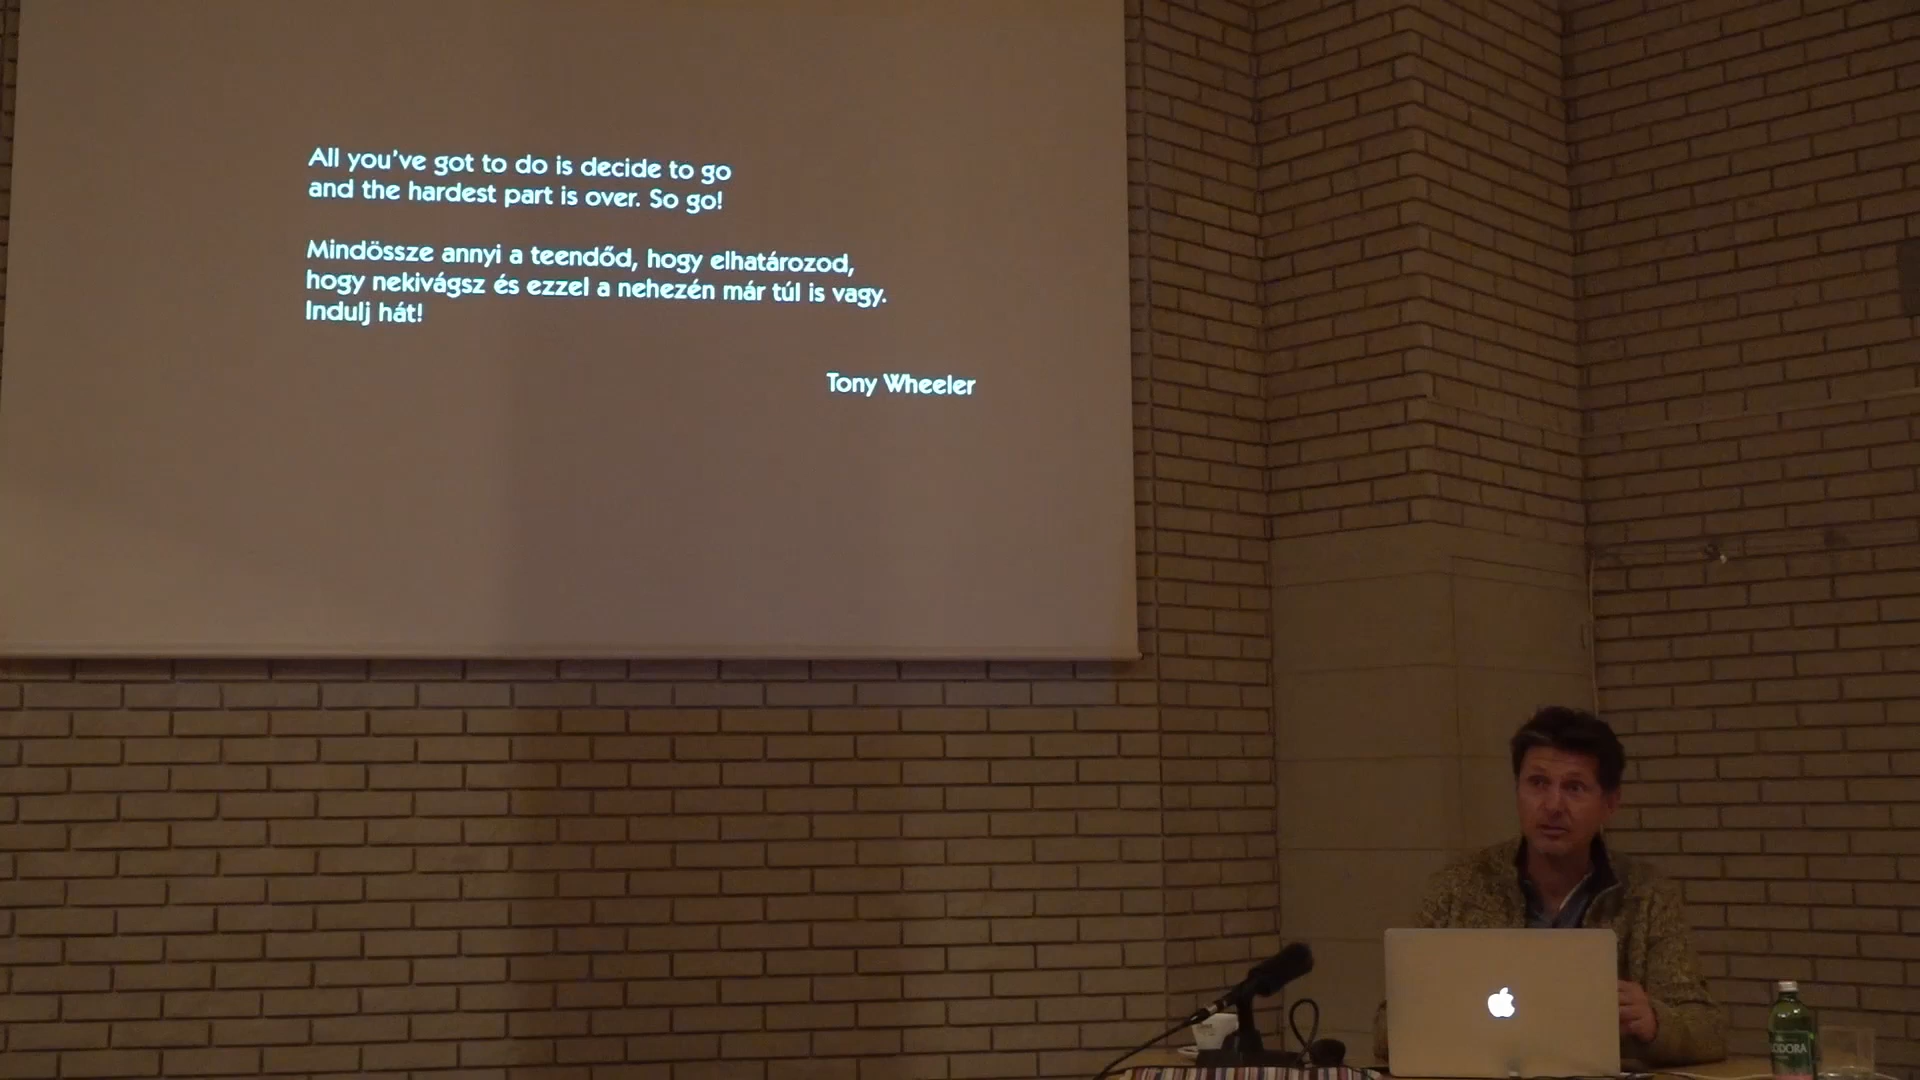 All you've got to do is decide to go
and the hardest part is over. So go!
Mindössze annyi a teendőd, hogy elhatározod,
hogy nekivágsz és ezzel a nehezén már túl is vagy.
Indulj hát!
Tony Wheeler